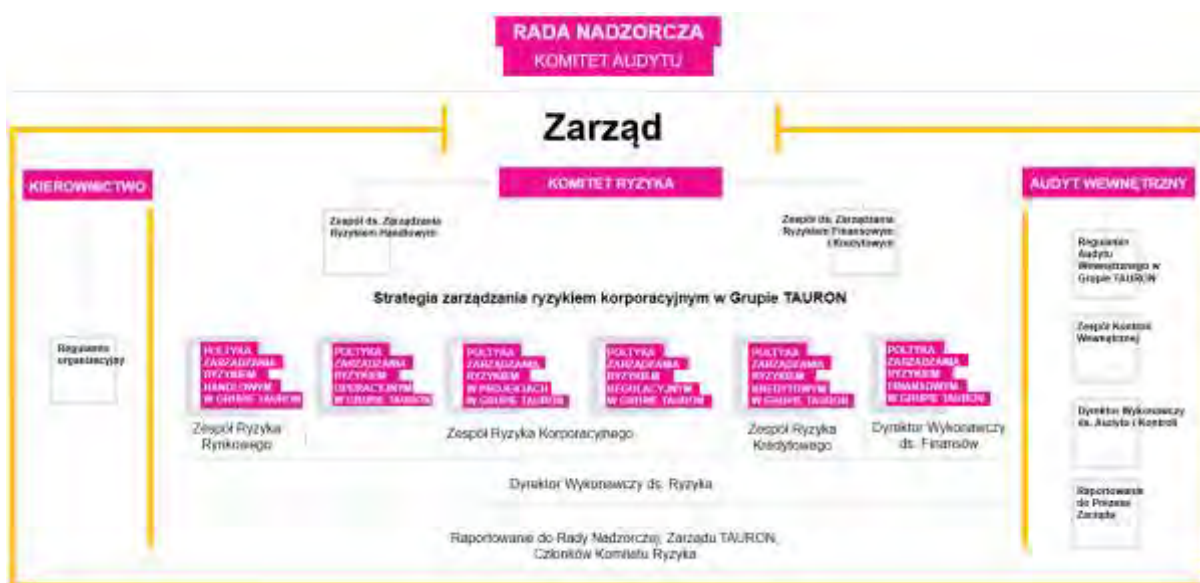 RADA NADZORCZA
KOMITET AUDYTU
Zarząd
KIEROWNICTWO
KOMITET RYZYKA
AUDYT WEWNĘTRZNY
Zespół ds. Zarządzania
Ryzykiem Handlowym
Zespół ds. Zarządzania
Ryzykiem Finansowym
i Kredytowym
Regulamin
Audytu
Wewnętrznego w
Grupie TAURON
Strategia zarządzania ryzykiem korporacyjnym w Grupie TAURON
Regulamin
organizacyjny
POLITYKA
ZARZĄDZANIA
RYZYKIEM
HANDLOWYM
W GRUPIE TAURON
POLITYKA
ZARZĄDZANIA
RYZYKIEM
OPERACYJNYM
W GRUPIE TAURON
POLITYKA
ZARZĄDZANIA
RYZYKIEM
W PROJEKTACH
W GRUPIE TAURON
POLITYKA
ZARZĄDZANIA
RYZYKIEM
REGULACYJNYM
W GRUPIE TAURON
POLITYKA
ZARZĄDZANIA
RYZYKIEM
KREDYTOWYM
W GRUPIE TAURON
POLITYKA
ZARZĄDZANIA
RYZYKIEM
FINANSOWYM
W GRUPIE TAURON
Zespół Kontroli
Wewnętrznej
Zespół Ryzyka
Rynkowego
Zespół Ryzyka Korporacyjnego
Zespół Ryzyka
Kredytowego
Dyrektor Wykonawczy
ds. Finansów
Dyrektor Wykonawczy
ds. Audytu i Kontroli
Dyrektor Wykonawczy ds. Ryzyka
Raportowanie
do Prezesa
Zarządu
Raportowanie do Rady Nadzorczej, Zarządu TAURON,
Członków Komitetu Ryzyka